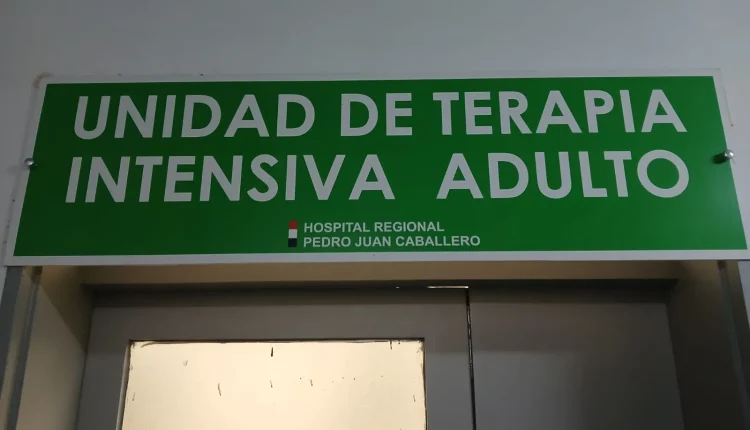 UNIDAD DE TERAPIA
INTENSIVA ADULTO
HOSPITAL REGIONAL
PEDRO JUAN CABALLERO